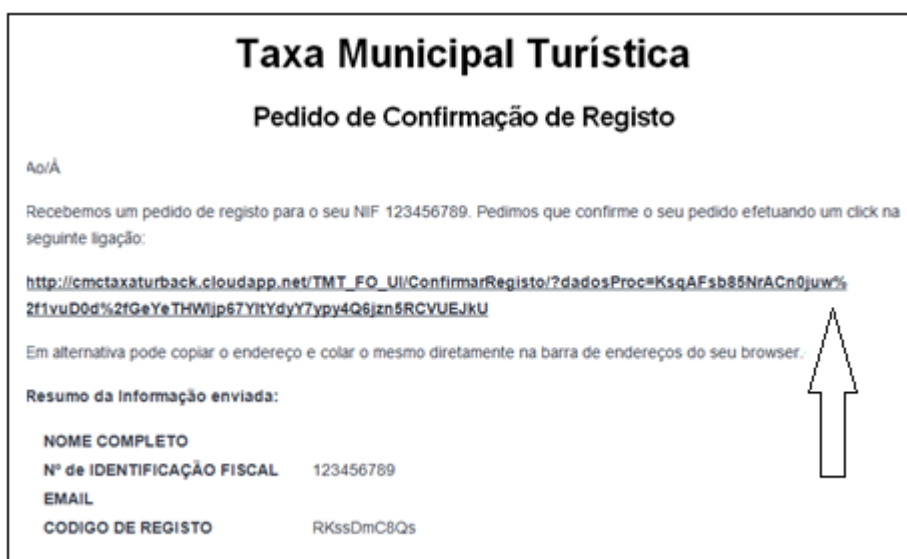 Taxa Municipal Turística
Pedido de Confirmação de Registo
Ao/À
Recebemos um pedido de registo para o seu NIF 123456789. Pedimos que confirme o seu pedido efetuando um click na
seguinte ligação:
http://cmctaxaturback.cloudapp.net/TMT_FO_UI/ConfirmarRegisto/?dadosProc=KsqAFsb85NrACn0juw%
2f1vuD0d%2fGeYeTHWIjp67YItYdyY7ypy4Q6jzn5RCVUEJkU
Em alternativa pode copiar o endereço e colar o mesmo diretamente na barra de endereços do seu browser.
Resumo da Informação enviada:
NOME COMPLETO
Nº de IDENTIFICAÇÃO FISCAL 123456789
EMAIL
CODIGO DE REGISTO RKssDmC8Qs